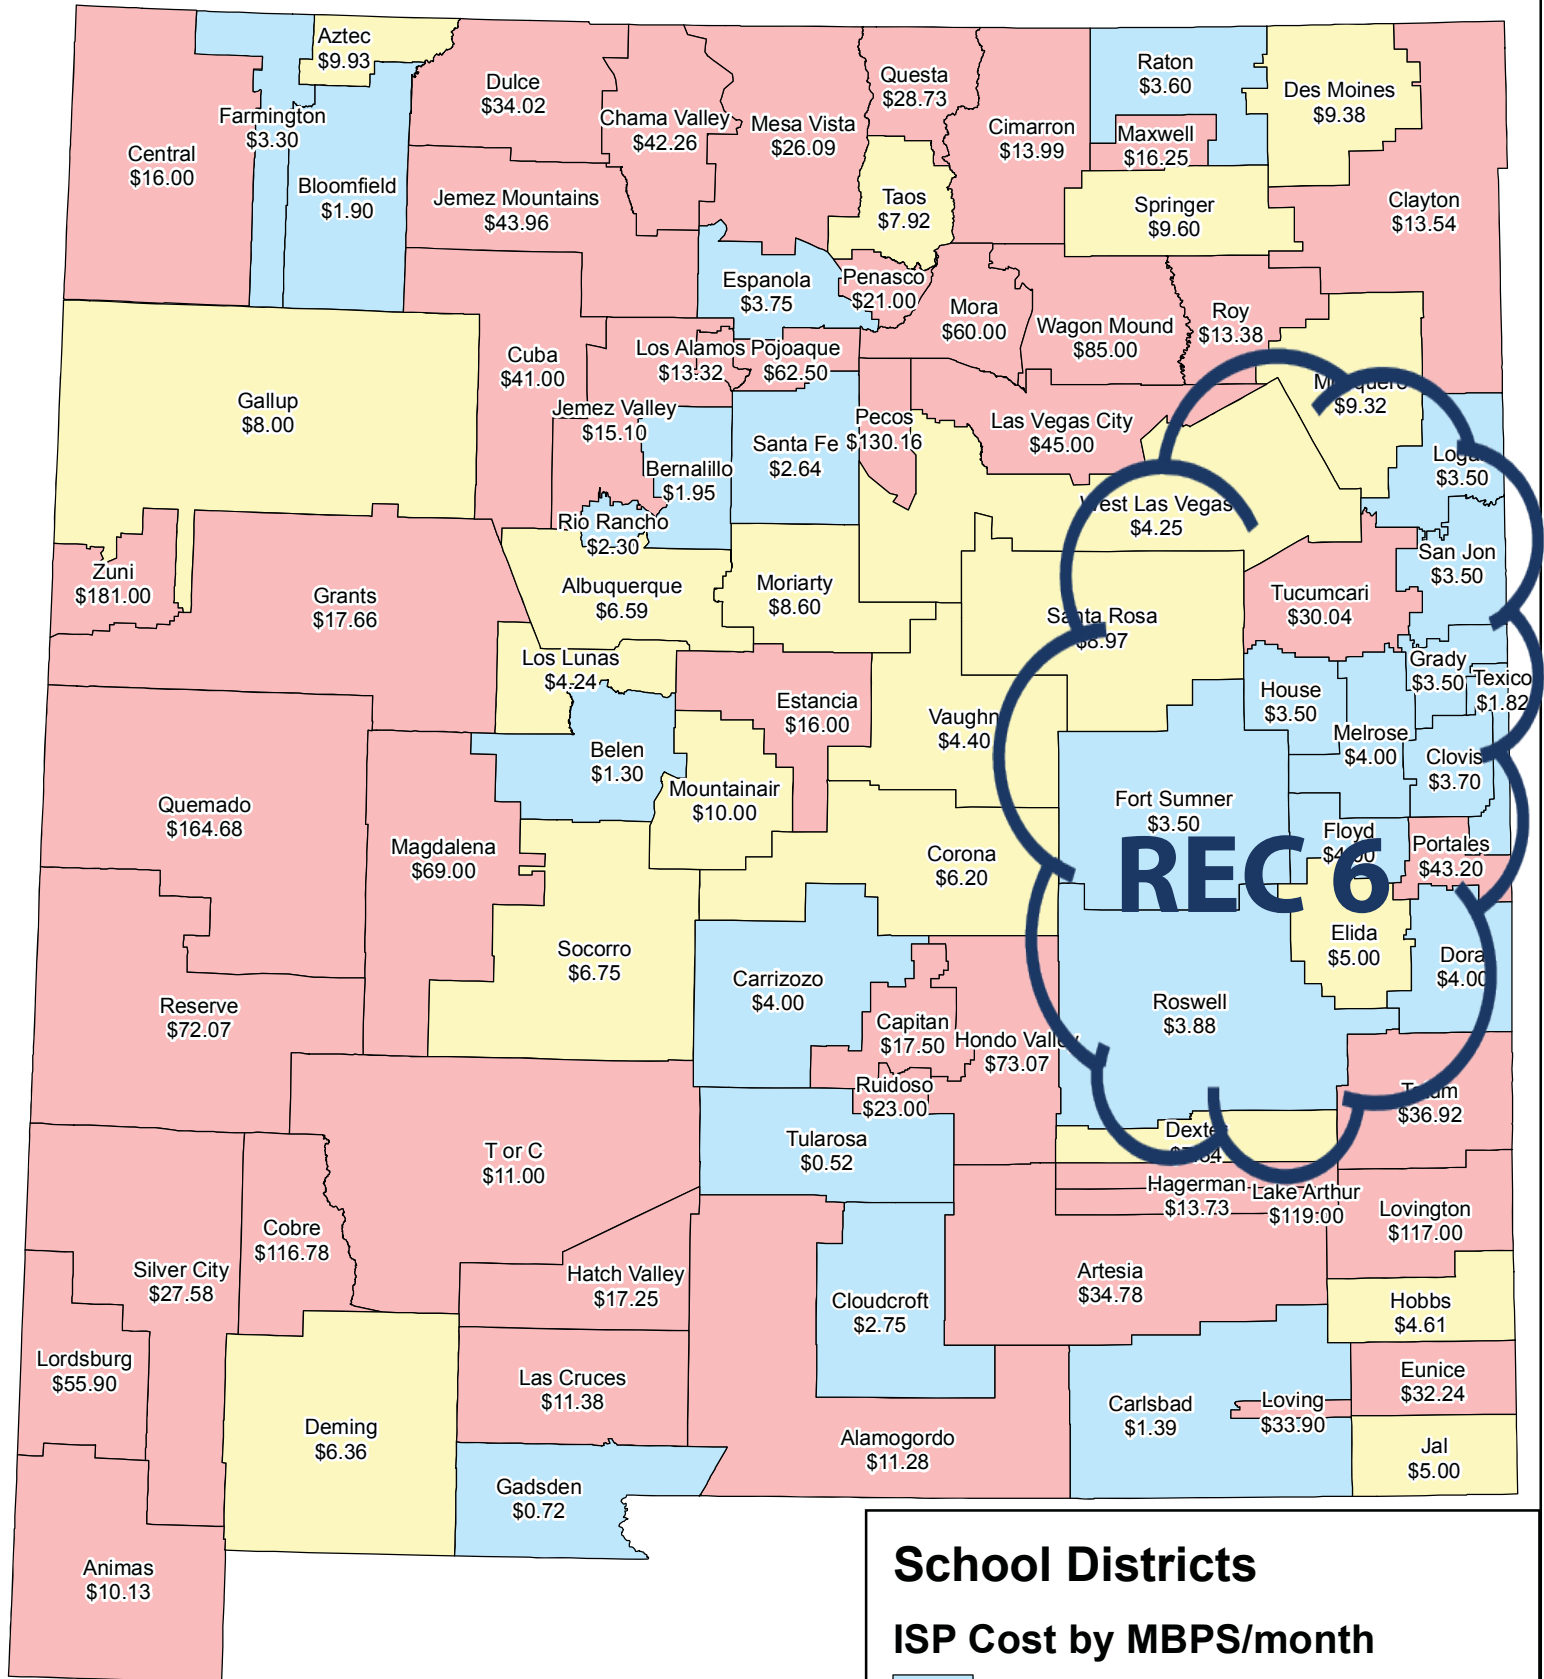 Aztec
$9.93
Farmington
$3.30
Central
$16.00
Bloomfield
$1.90
Dulce
$34.02
Chama Valley
$42.26
Mesa Vista
$26.09
Questa
$28.73
Cimarron
$13.99
Raton
$3.60
Maxwell
$16.25
Des Moines
$9.38
Jemez Mountains
$43.96
Taos
$7.92
Springer
$9.60
Clayton
$13.54
Espanola
$3.75
Penasco
$21.00
Mora
$60.00
Wagon Mound
$85.00
Roy
$13.38
Cuba
$41.00
Los Alamos
$13.32
Pojoaque
$62.50
Gallup
$8.00
Jemez Valley
$15.10
Santa Fe
$2.64
Pecos
$130.16
Las Vegas City
$45.00
$9.32
Bernalillo
$1.95
$3.50
Rio Rancho
$2.30
West Las Vegas
$4.25
Zuni
$181.00
Grants
$17.66
Albuquerque
$6.59
Moriarty
$8.60
San Jon
$3.50
Tucumcari
$30.04
Santa Rosa
$8.97
Los Lunas
$4.24
Estancia
$16.00
Vaughn
$4.40
House
$3.50
Grady
$3.50
Texico
$1.82
Belen
$1.30
Melrose
$4.00
Clovis
$3.70
Mountainair
$10.00
Quemado
$164.68
Magdalena
$69.00
Fort Sumner
$3.50
Floyd
$4.00
Portales
$43.20
REC 6
Corona
$6.20
Socorro
$6.75
Elida
$5.00
Dora
$4.00
Carrizozo
$4.00
Reserve
$72.07
Roswell
$3.88
Capitan
$17.50
Hondo Valley
$73.07
Ruidoso
$23.00
Tatum
$36.92
T or C
$11.00
Tularosa
$0.52
Dexter
Hagerman
$13.73
Lake Arthur
$119.00
Lovington
$117.00
Cobre
$116.78
Silver City
$27.58
Hatch Valley
$17.25
Artesia
$34.78
Cloudcroft
$2.75
Hobbs
$4.61
Lordsburg
$55.90
Las Cruces
$11.38
Eunice
$32.24
Deming
$6.36
Carlsbad
$1.39
Loving
$33.90
Alamogordo
$11.28
Jal
$5.00
Gadsden
$0.72
Animas
$10.13
School Districts
ISP Cost by MBPS/month